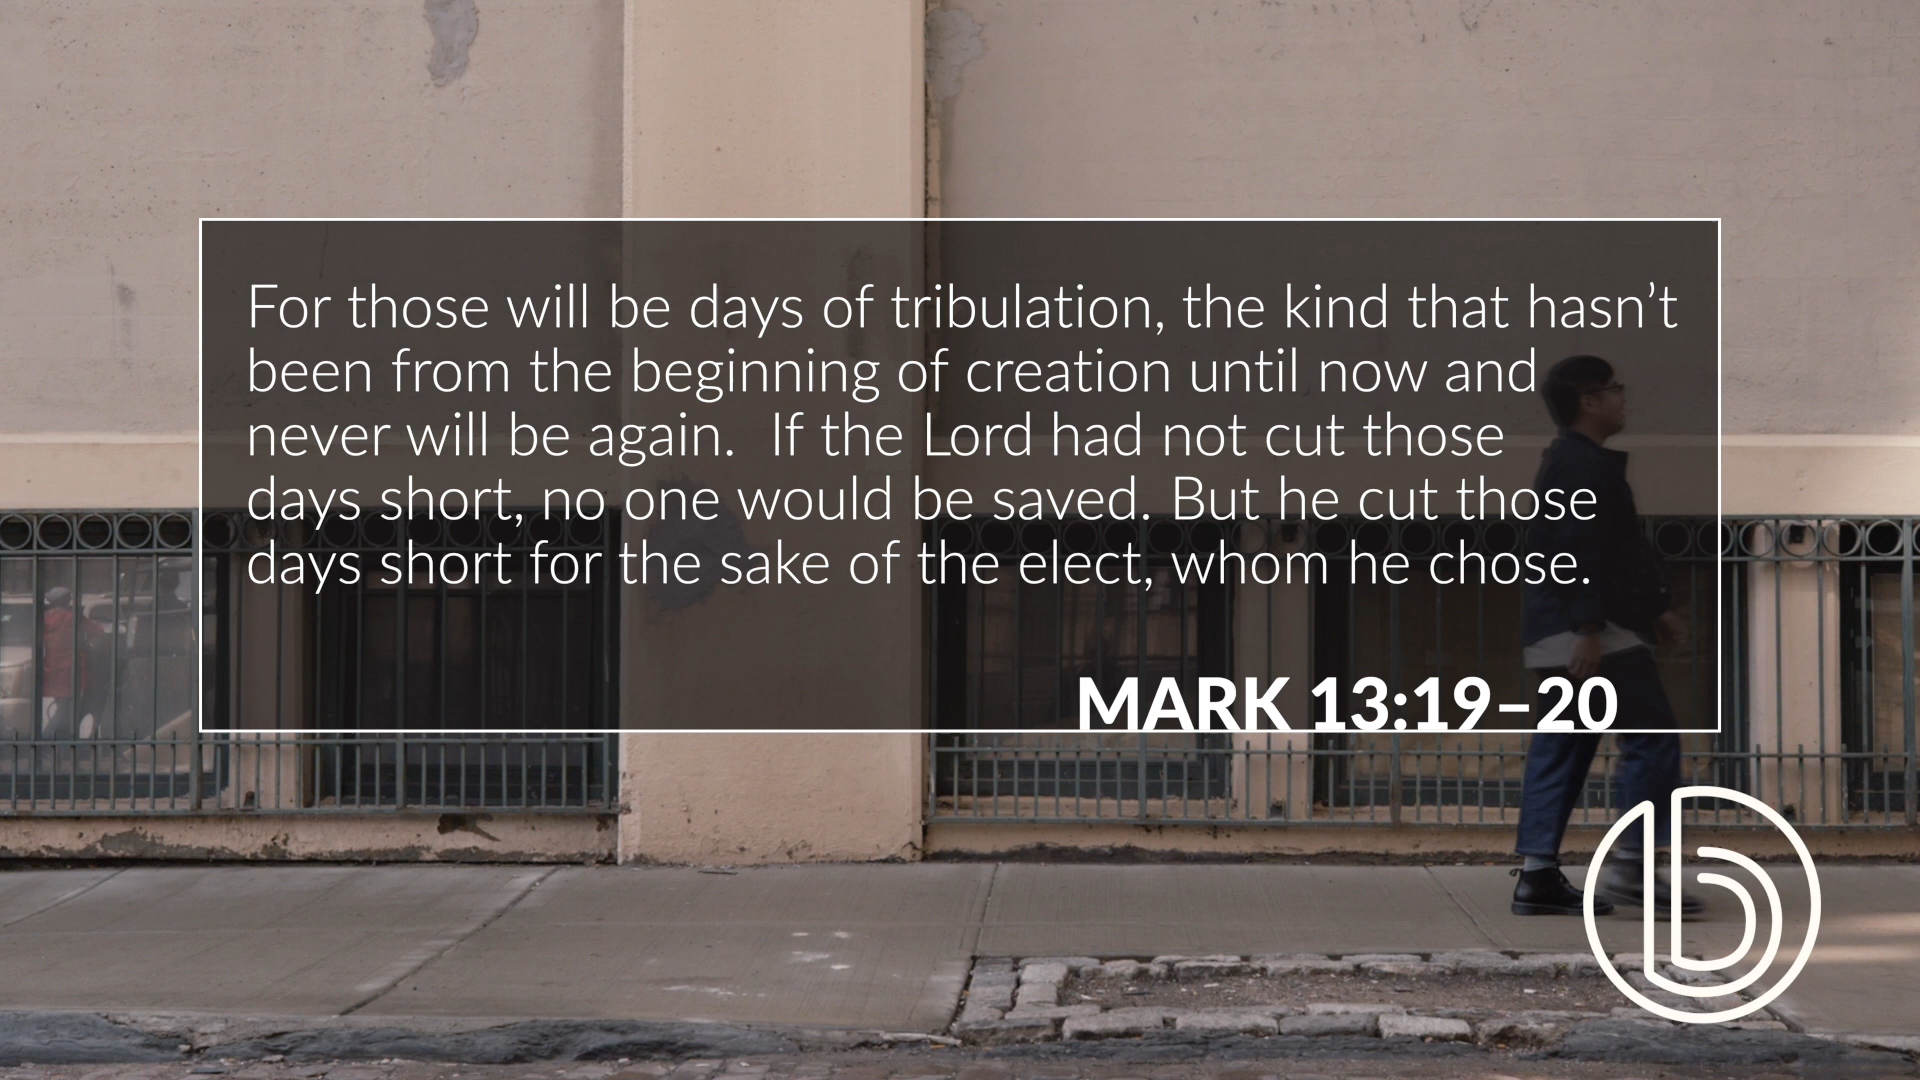 For those will be days of tribulation, the kind that hasn’t
been from the beginning of creation until now and
never will be again.  If the Lord had not cut those
days short, no one would be saved. But he cut those
days short for the sake of the elect, whom he chose.
MARK 13:19–20